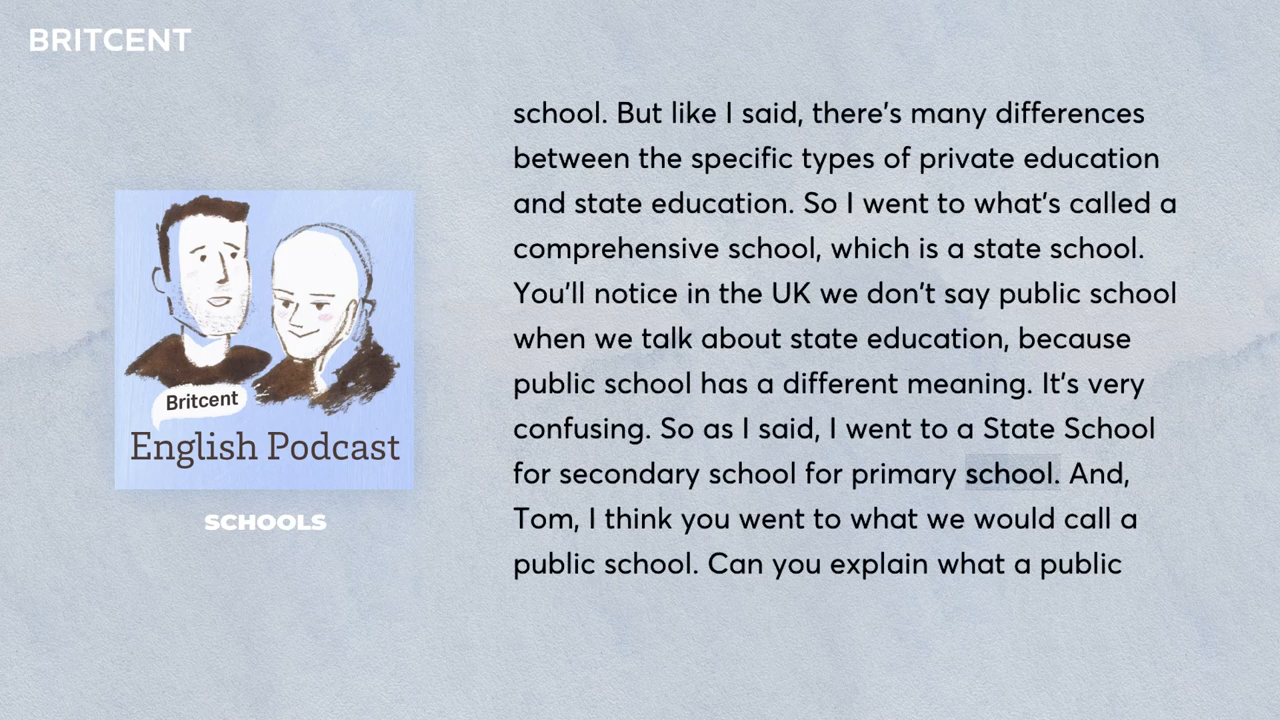 BRITCENT
Britcent
English Podcast
SCHOOLS
school. But like I said, there's many differences
between the specific types of private education
and state education. So I went to what's called a
comprehensive school, which is a state school.
You'll notice in the UK we don't say public school
when we talk about state education, because
public school has a different meaning. It's very
confusing. So as I said, I went to a State School
for secondary school for primary school. And,
Tom, I think you went to what we would call a
public school. Can you explain what a public